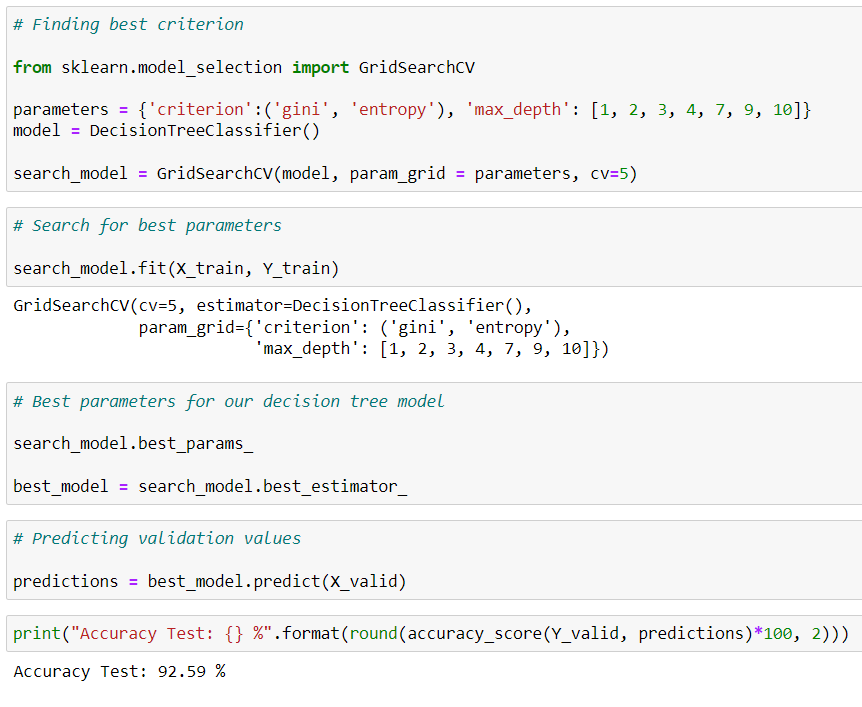 # Finding best criterion
from sklearn.model_selection import GridSearchCV
parameters = {'criterion':('gini', 'entropy'), 'max_depth': [1, 2, 3, 4, 7, 9, 10]}
model = DecisionTreeClassifier()
search_model = GridSearchCV(model, param_grid = parameters, cv=5)
# Search for best parameters
search_model.fit(X_train, Y_train)
GridSearchCV(cv=5, estimator=DecisionTreeClassifier(),
             param_grid={'criterion': ('gini', 'entropy'),
                         'max_depth': [1, 2, 3, 4, 7, 9, 10]})
# Best parameters for our decision tree model
search_model.best_params_
best_model = search_model.best_estimator_
# Predicting validation values
predictions = best_model.predict(X_valid)
print("Accuracy Test: {} %".format(round(accuracy_score(Y_valid, predictions)*100, 2)))
Accuracy Test: 92.59 %